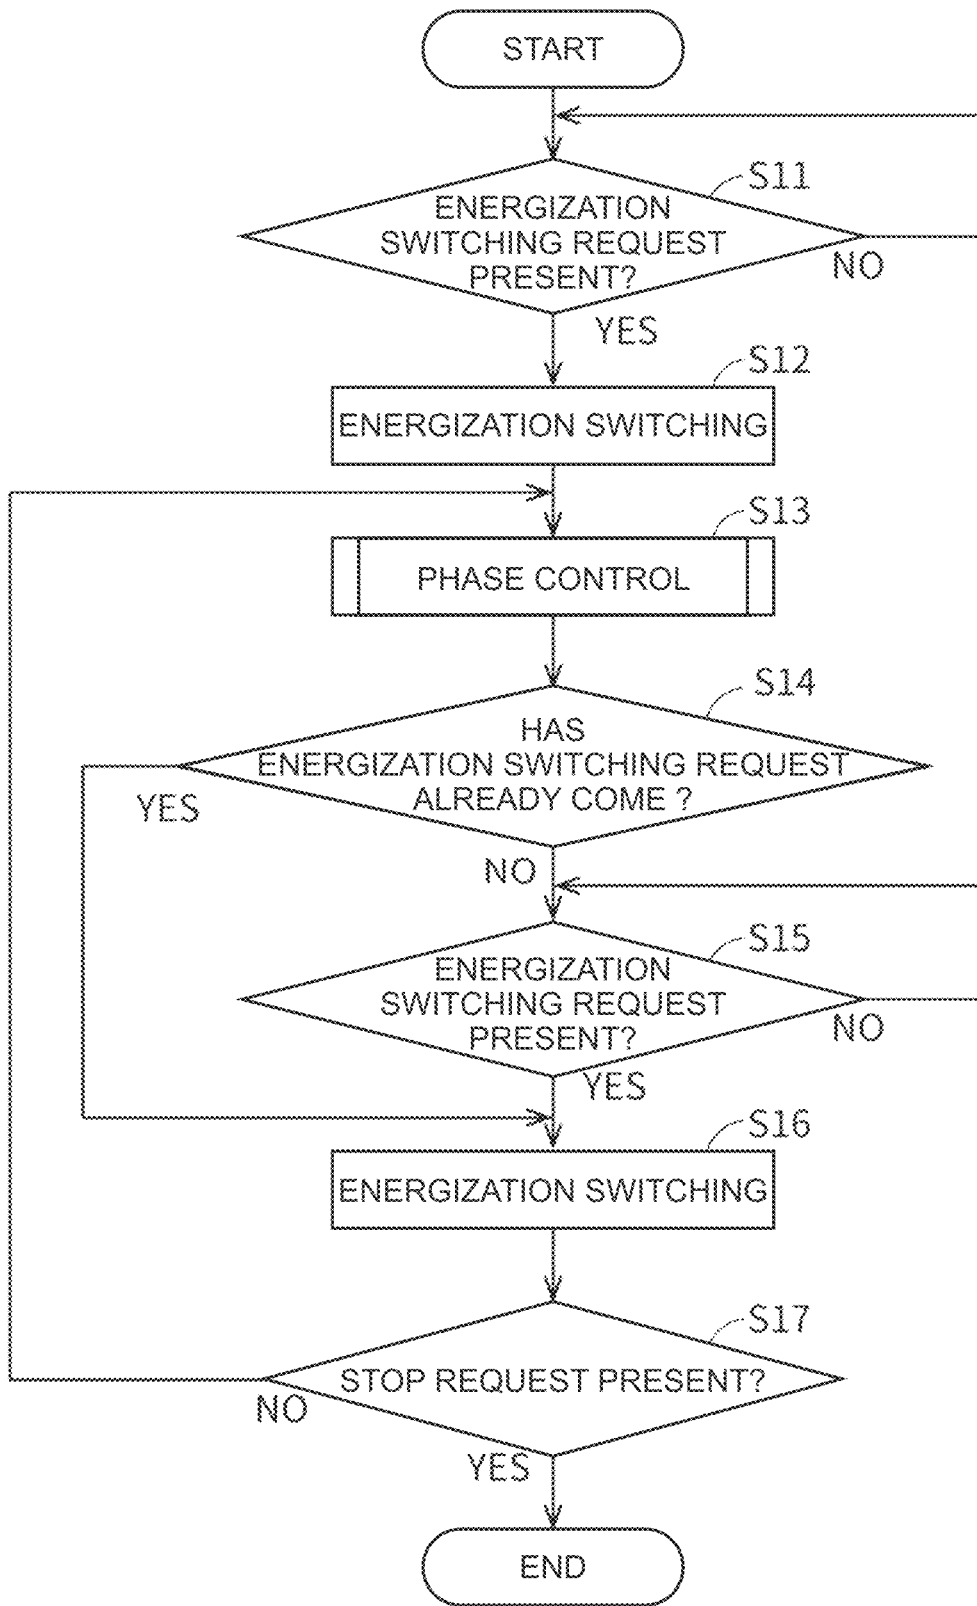 START
S11
ENERGIZATION
SWITCHING REQUEST
PRESENT?
NO
YES
S12
ENERGIZATION SWITCHING
S13
PHASE CONTROL
S14
HAS
ENERGIZATION SWITCHING REQUEST
ALREADY COME ?
YES
NO
S15
ENERGIZATION
SWITCHING REQUEST
PRESENT?
NO
YES
S16
ENERGIZATION SWITCHING
S17
STOP REQUEST PRESENT?
NO
YES
END